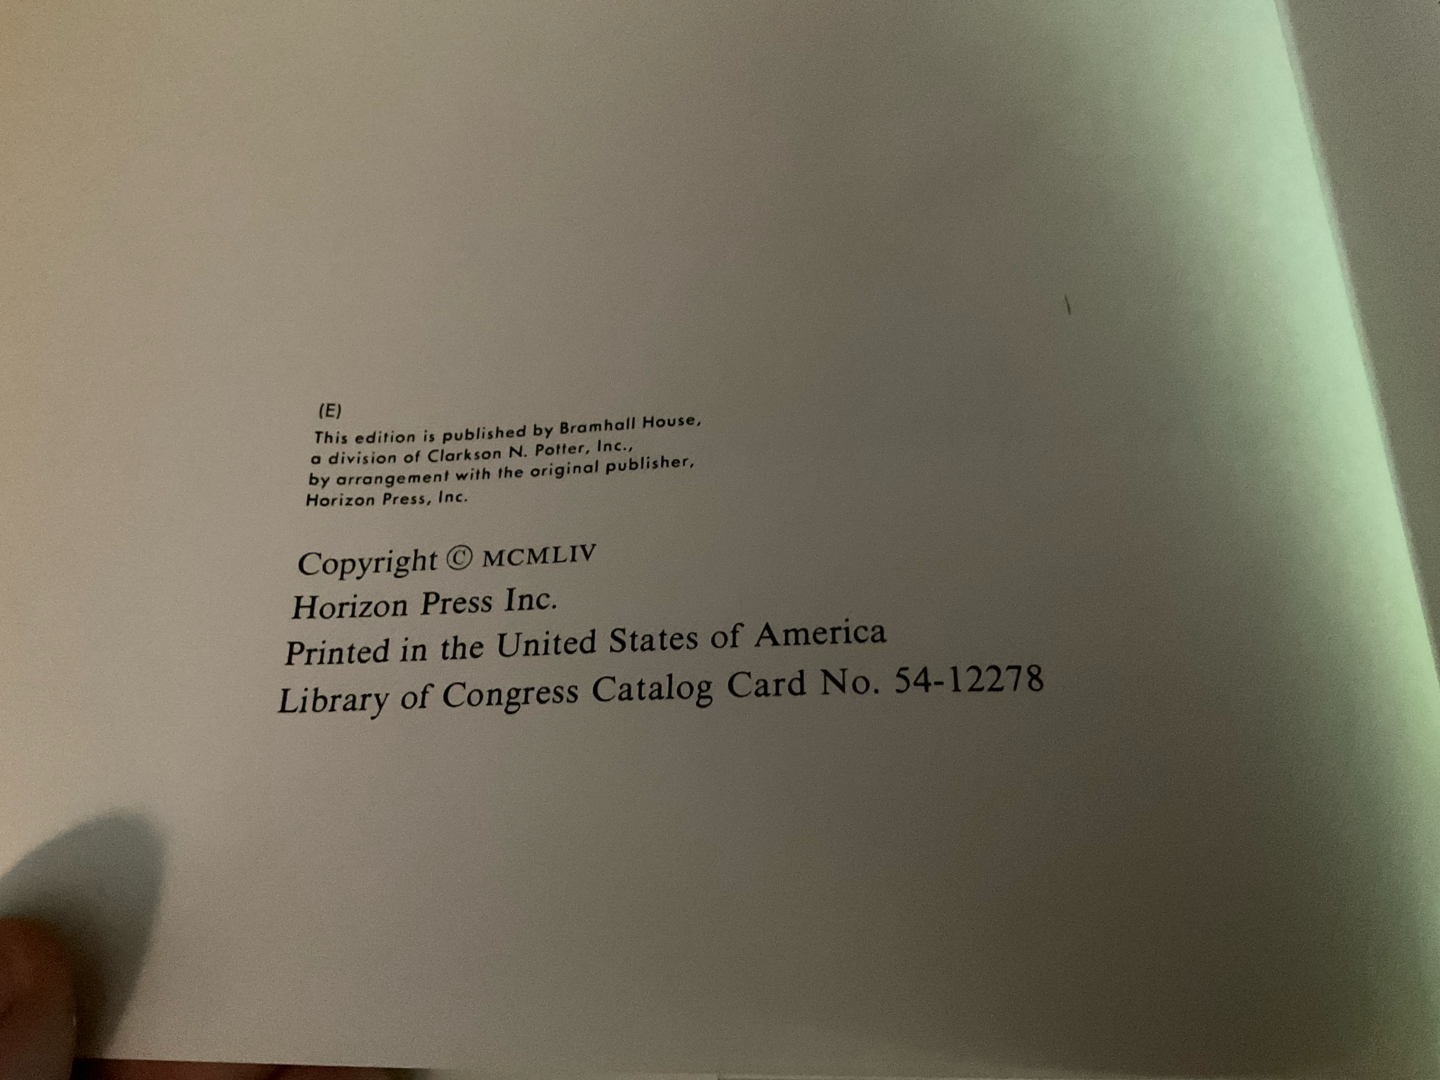 (E)
This edition is published by Bramhall House,
a division of Clarkson N. Potter, Inc.,
by arrangement with the original publisher,
Horizon Press, Inc.
Copyright © MCMLIV
Horizon Press Inc.
Printed in the United States of America
Library of Congress Catalog Card No. 54-12278